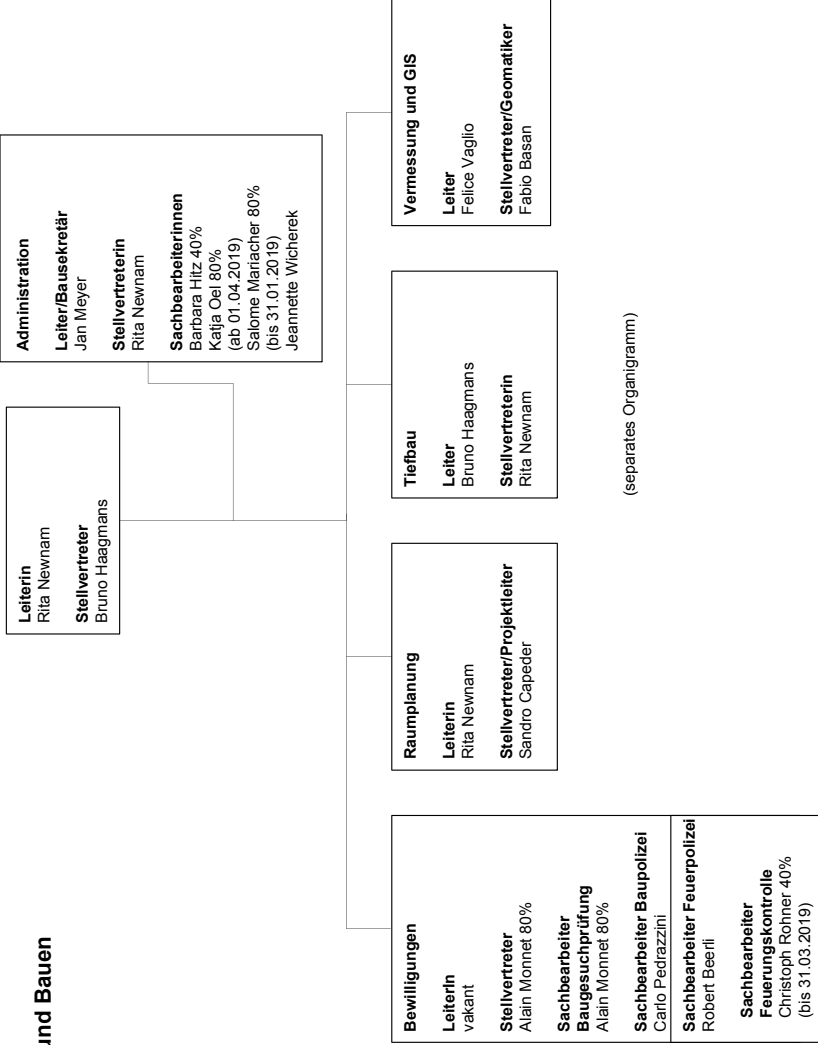 und Bauen
Leiterin
Rita Newnam
Stellvertreter
Bruno Haagmans
Administration
Leiter/Bausekretär
Jan Meyer
Stellvertreterin
Rita Newnam
Sachbearbeiterinnen
Barbara Hitz 40%
Katja Oel 80%
(ab 01.04.2019)
Salome Mariacher 80%
(bis 31.01.2019)
Jeannette Wicherek
Bewilligungen
LeiterIn
vakant
Stellvertreter
Alain Monnet 80%
Sachbearbeiter
Baugesuchprüfung
Alain Monnet 80%
Sachbearbeiter Baupolizei
Carlo Pedrazzini
Sachbearbeiter Feuerpolizei
Robert Beerli
Sachbearbeiter
Feuerungskontrolle
Christoph Rohner 40%
(bis 31.03.2019)
Raumplanung
Leiterin
Rita Newnam
Stellvertreter/Projektleiter
Sandro Capeder
Tiefbau
Leiter
Bruno Haagmans
Stellvertreterin
Rita Newnam
(separates Organigramm)
Vermessung und GIS
Leiter
Felice Vaglio
Stellvertreter/Geomatiker
Fabio Basan